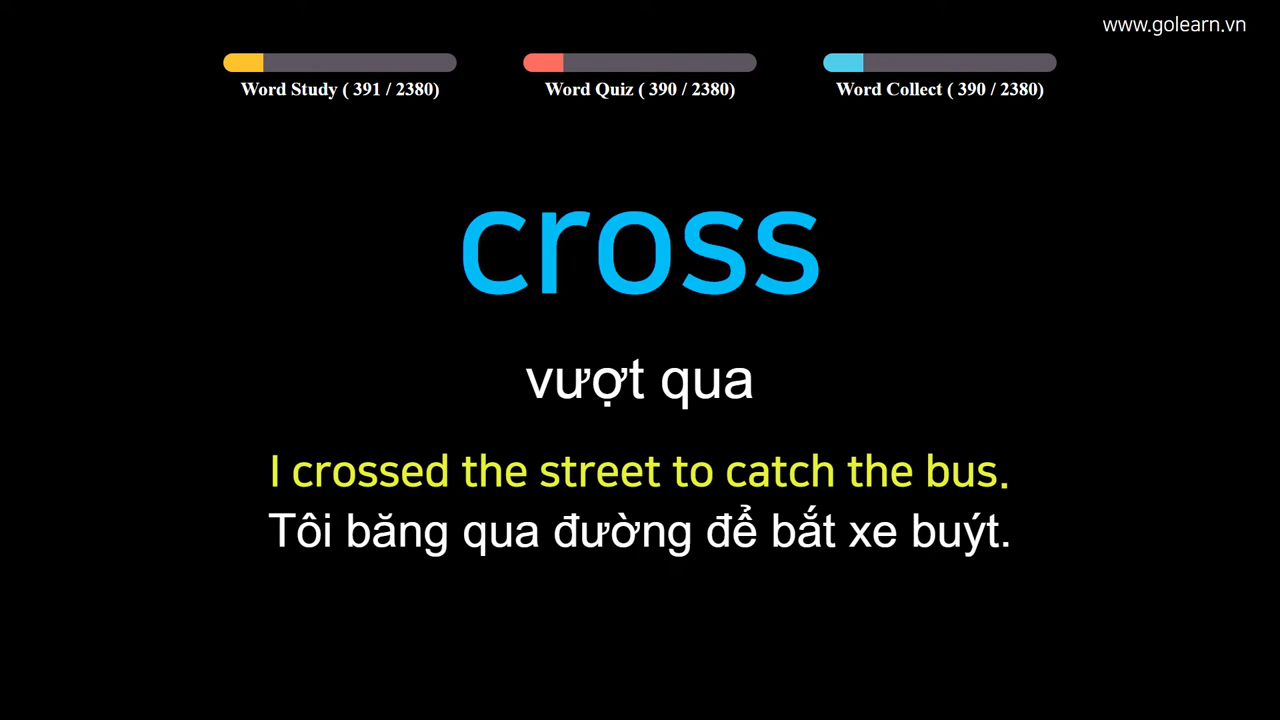 www.golearn.vn
Word Study ( 391 / 2380)
Word Quiz ( 390 / 2380)
Word Collect ( 390 / 2380)
cross
vượt qua
I crossed the street to catch the bus.
Tôi băng qua đường để bắt xe buýt.